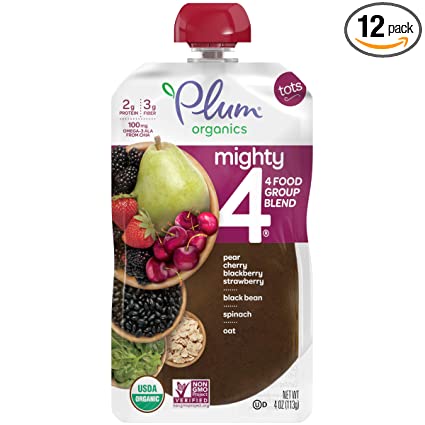 12 pack
tots
Plum®
organics
2g
PROTEIN
3g
FIBER
100mg
OMEGA-3 ALA
FROM CHIA
mighty
4®
4 FOOD
GROUP
BLEND
pear
cherry
blackberry
strawberry
black bean
spinach
oat
USDA
ORGANIC
NON
GMO
Project
VERIFIED
nongmoproject.org
U D
NET WT
4 OZ (113g)